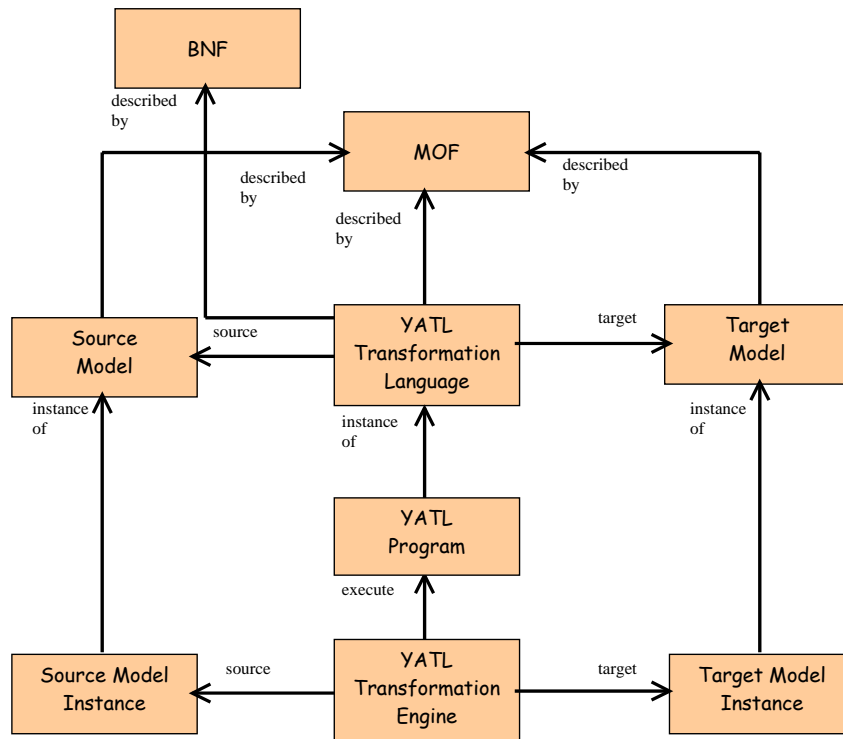 BNF
described
by
MOF
described
by
described
by
described
by
Source
Model
source
YATL
Transformation
Language
target
Target
Model
instance
of
instance
of
instance
of
YATL
Program
execute
Source Model
Instance
source
YATL
Transformation
Engine
target
Target Model
Instance